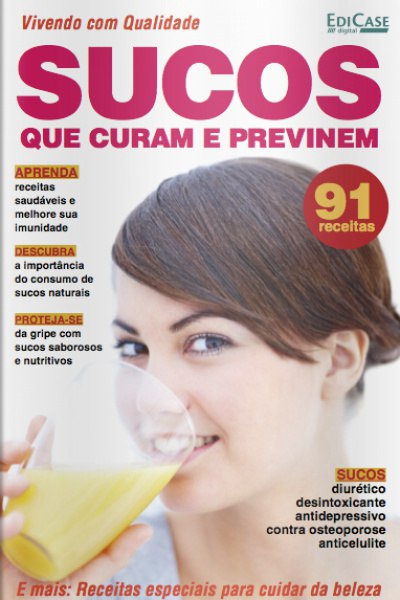 Vivendo com Qualidade
EDICASE
digital
SUCOS
QUE CURAM E PREVINEM
APRENDA
receitas
saudáveis e
melhore sua
imunidade
91
receitas
DESCUBRA
a importância
do consumo de
sucos naturais
PROTEJA-SE
da gripe com
sucos saborosos
e nutritivos
SUCOS
diurético
desintoxicante
antidepressivo
contra osteoporose
anticelulite
E mais: Receitas especiais para cuidar da beleza